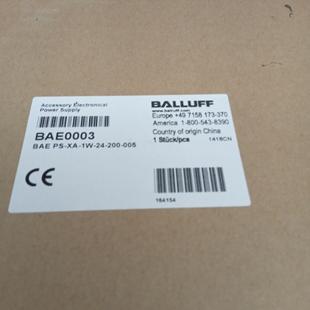 Accessory Electronical
Power Supply
BAE0003
BAE PS-XA-1W-24-200-005
CE
BALLUFF
www.balluff.com
Europe +49 7158 173-370
America 1-800-543-8390
Country of origin China
1 Stück/pcs 1418CN
164154